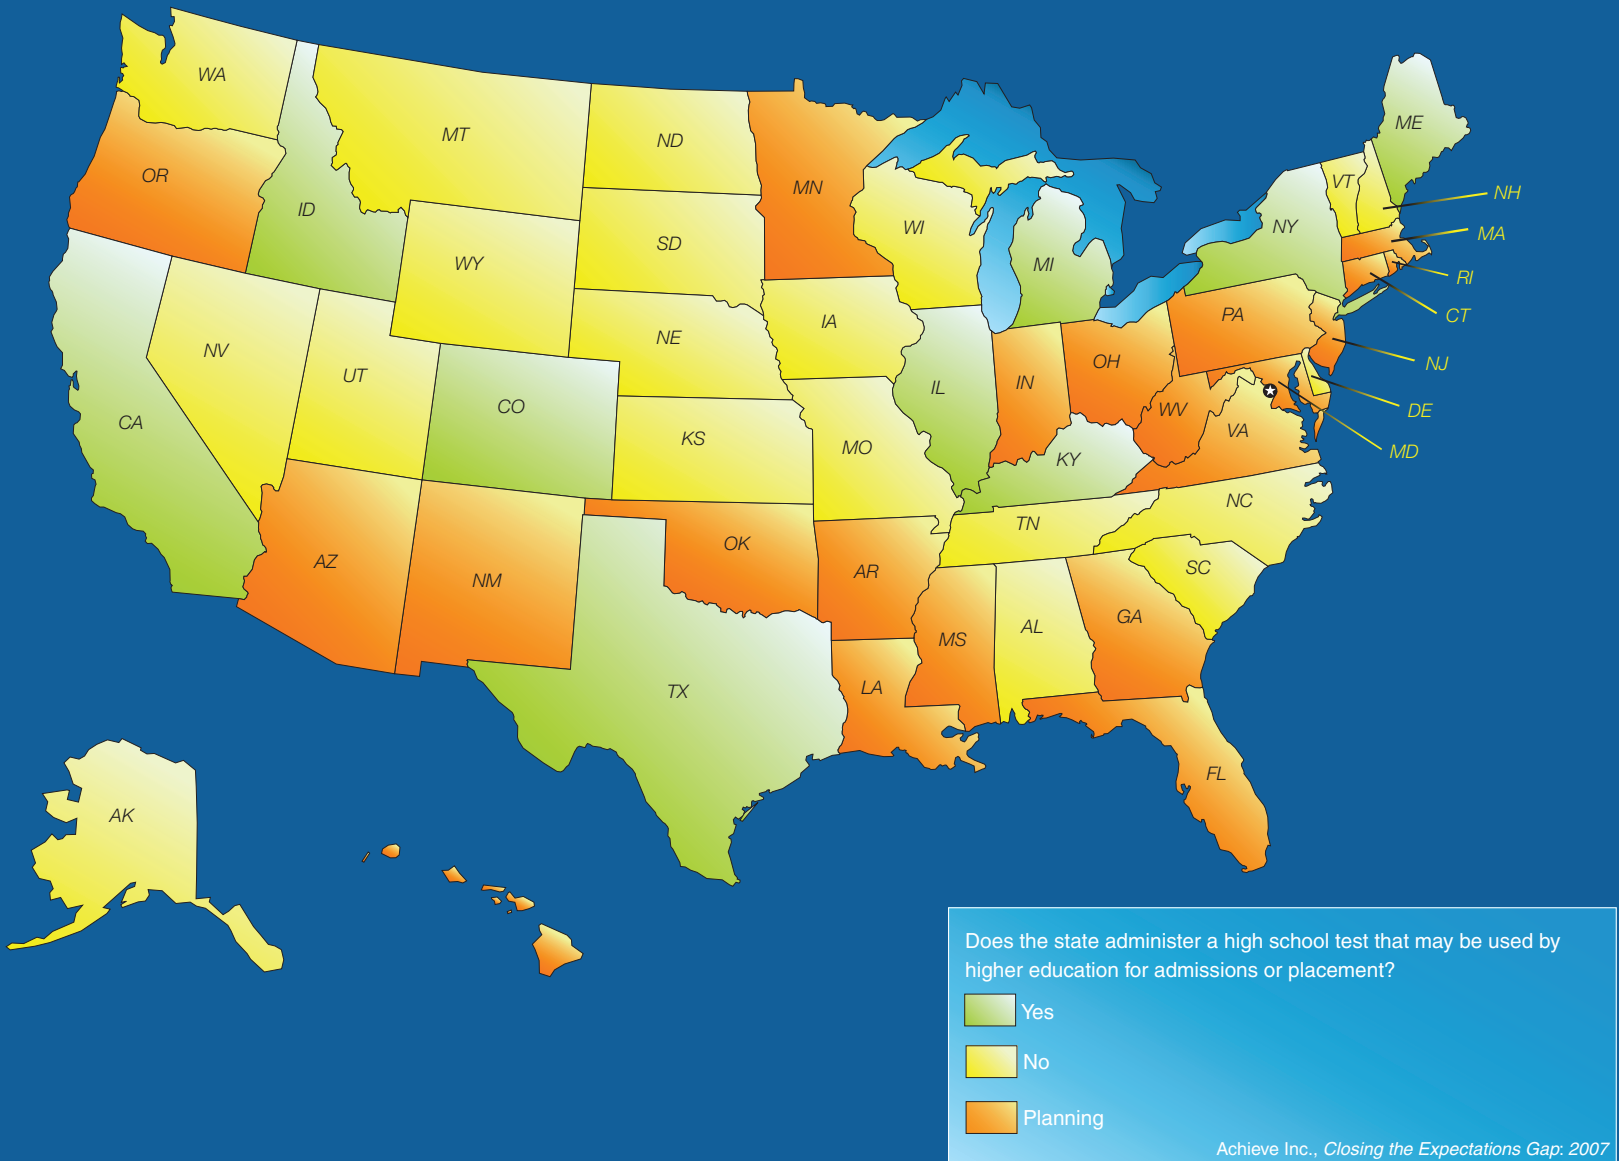 WA
MT
ND
MN
ME
OR
ID
SD
WI
MI
VT
NH
NY
MA
WY
RI
CT
PA
NV
UT
NE
IA
OH
NJ
IN
IL
CO
DE
WV
CA
KS
MO
VA
MD
KY
NC
TN
AZ
NM
OK
AR
SC
MS
AL
GA
TX
LA
FL
AK
Does the state administer a high school test that may be used by
higher education for admissions or placement?
Yes
No
Planning
Achieve Inc., Closing the Expectations Gap: 2007